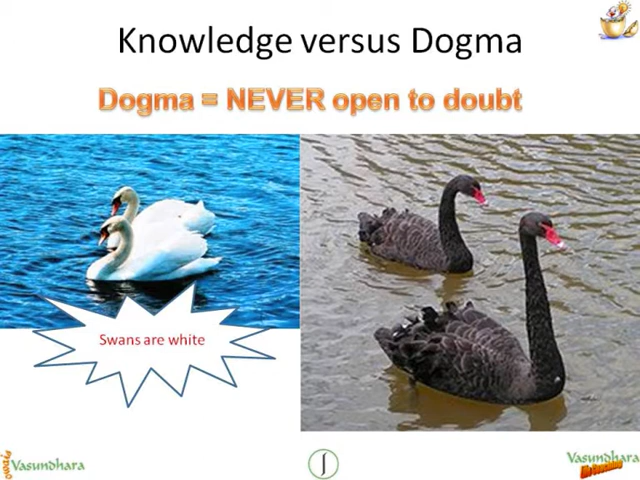 Knowledge versus Dogma
Dogma = NEVER open to doubt
Swans are white
Vasundhara
Vasundhara